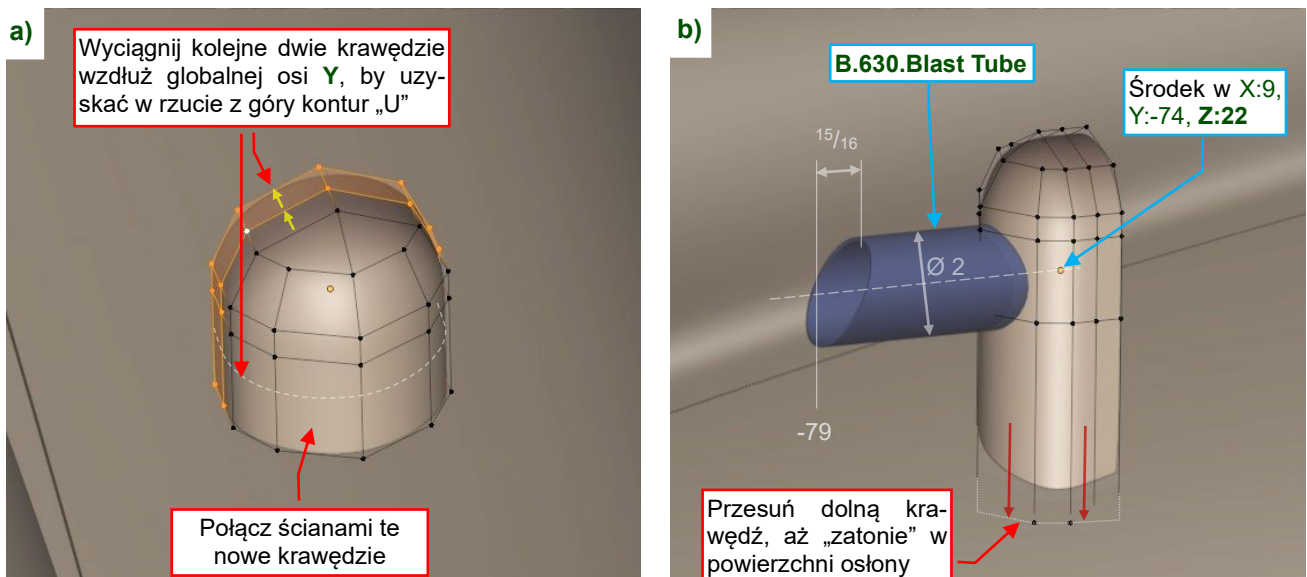 a)
Wyciągnij kolejne dwie krawędzie
wzdłuż globalnej osi Y, by uzy-
skać w rzucie z góry kontur „U”
Połącz ścianami te
nowe krawędzie
b)
B.630.Blast Tube
Środek w X:9,
Y:-74, Z:22
15/16
Ø 2
-79
Przesuń dolną kra-
wędź, aż „zatonie” w
powierzchni osłony